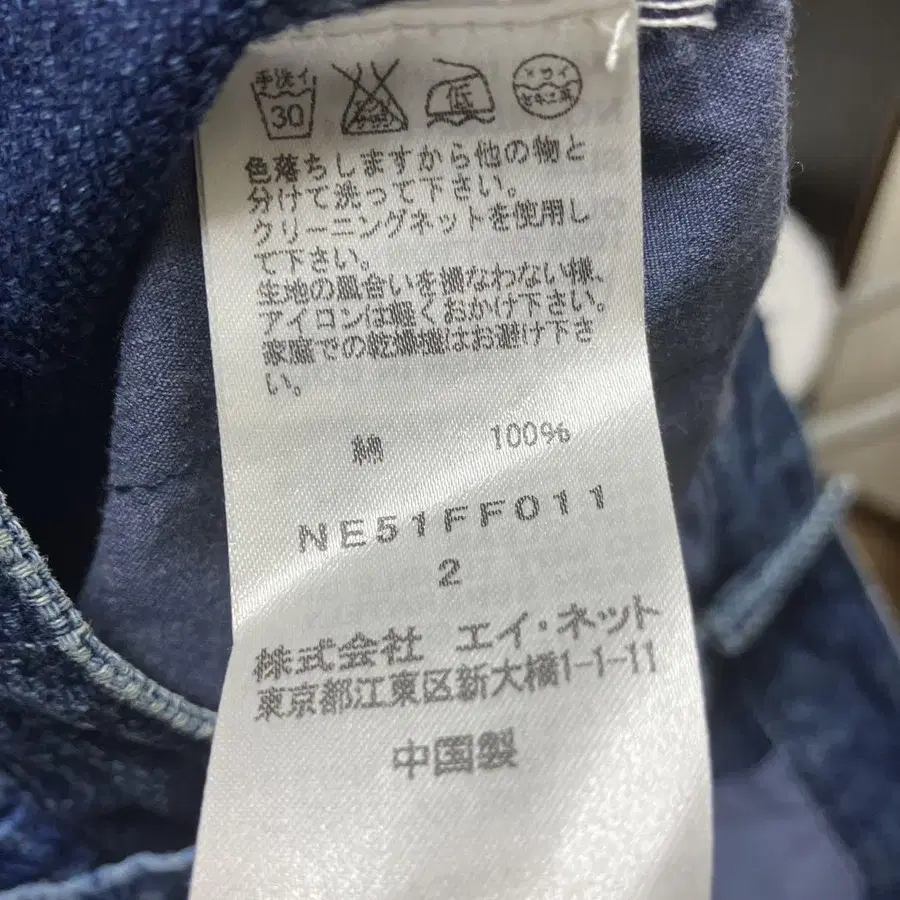 手洗イ
30
低
色落ちしますから他の物と
分けて洗って下さい。
クリーニングネットを使用し
て下さい。
生地の風合いを損なわない様、
アイロンは軽くおかけ下さい。
家庭での乾燥機はお避け下さ
い。
綿 100%
NE51FF011
2
株式会社 エイ・ネット
東京都江東区新大橋1-1-11
中国製